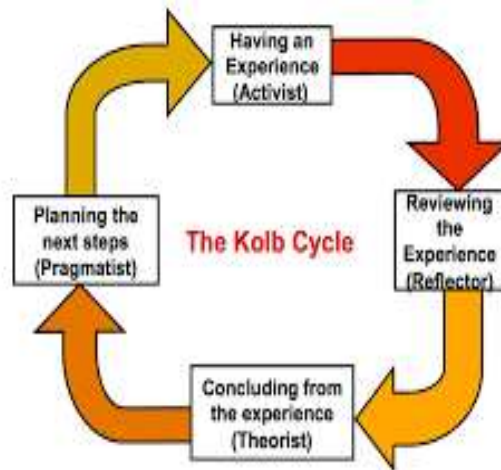 Having an
Experience
(Activist)
Reviewing
the
Experience
(Reflector)
Concluding from
the experience
(Theorist)
Planning the
next steps
(Pragmatist)
The Kolb Cycle